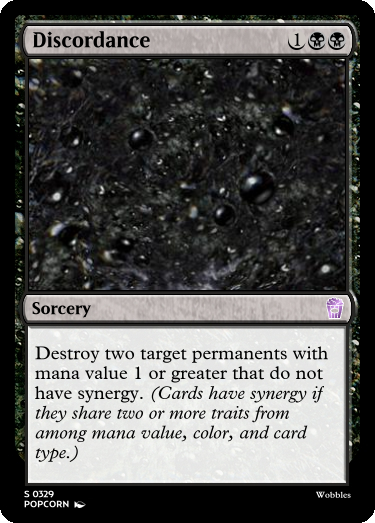 Discordance
1
Sorcery
Destroy two target permanents with
mana value 1 or greater that do not
have synergy. (Cards have synergy if
they share two or more traits from
among mana value, color, and card
type.)
S 0329
POPCORN
Wobbles